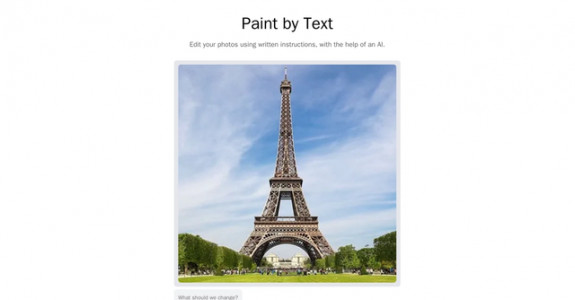 Paint by Text
Edit your photos using written instructions, with the help of an AI.
What should we change?